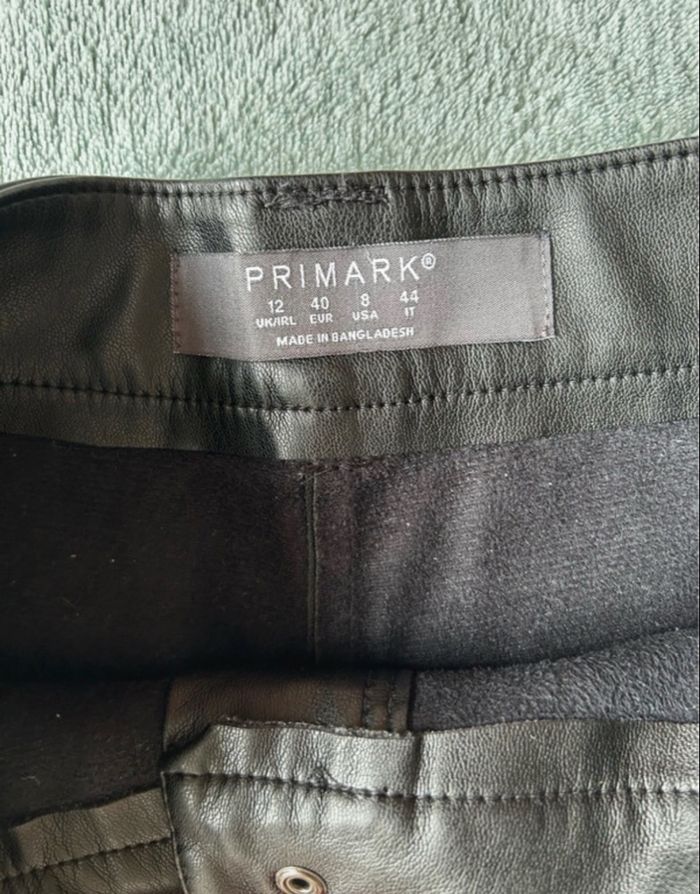 PRIMARK®
12 40 8 44
UK/IRL EUR USA IT
MADE IN BANGLADESH